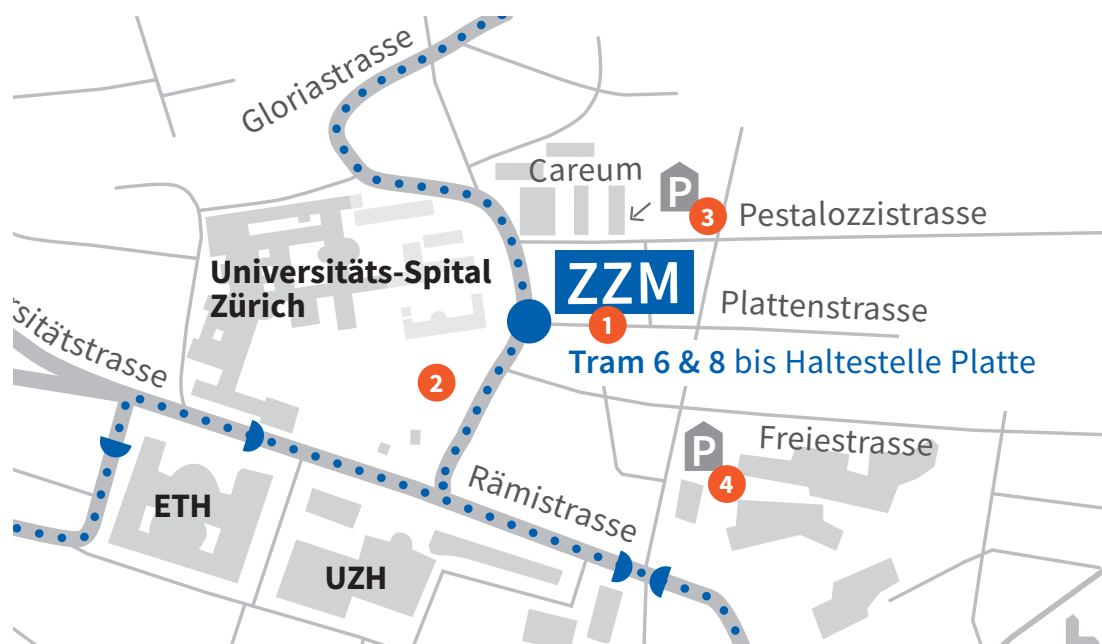 Gloriastrasse
Careum
P
3
Pestalozzistrasse
Universitäts-Spital
Zürich
ZZM
1
Plattenstrasse
rsitätstrasse
Tram 6 & 8 bis Haltestelle Platte
2
P
4
Freiestrasse
Rämistrasse
ETH
UZH